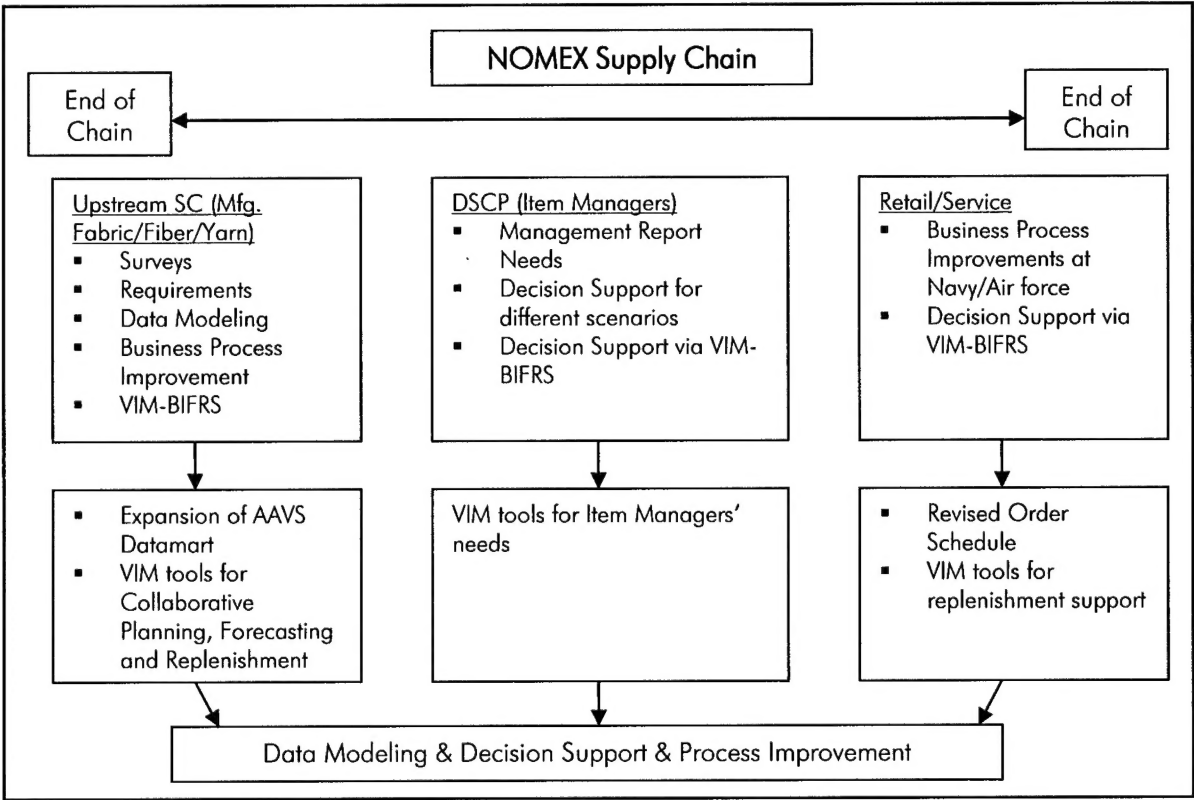 NOMEX Supply Chain
End of
Chain
End of
Chain
Upstream SC (Mfg.
Fabric/Fiber/Yarn)
▪ Surveys
▪ Requirements
▪ Data Modeling
▪ Business Process
Improvement
▪ VIM-BIFRS
DSCP (Item Managers)
▪ Management Report
Needs
▪ Decision Support for
different scenarios
▪ Decision Support via VIM-
BIFRS
Retail/Service
▪ Business Process
Improvements at
Navy/Air force
▪ Decision Support via
VIM-BIFRS
▪ Expansion of AAVS
Datamart
▪ VIM tools for
Collaborative
Planning, Forecasting
and Replenishment
VIM tools for Item Managers'
needs
▪ Revised Order
Schedule
▪ VIM tools for
replenishment support
Data Modeling & Decision Support & Process Improvement